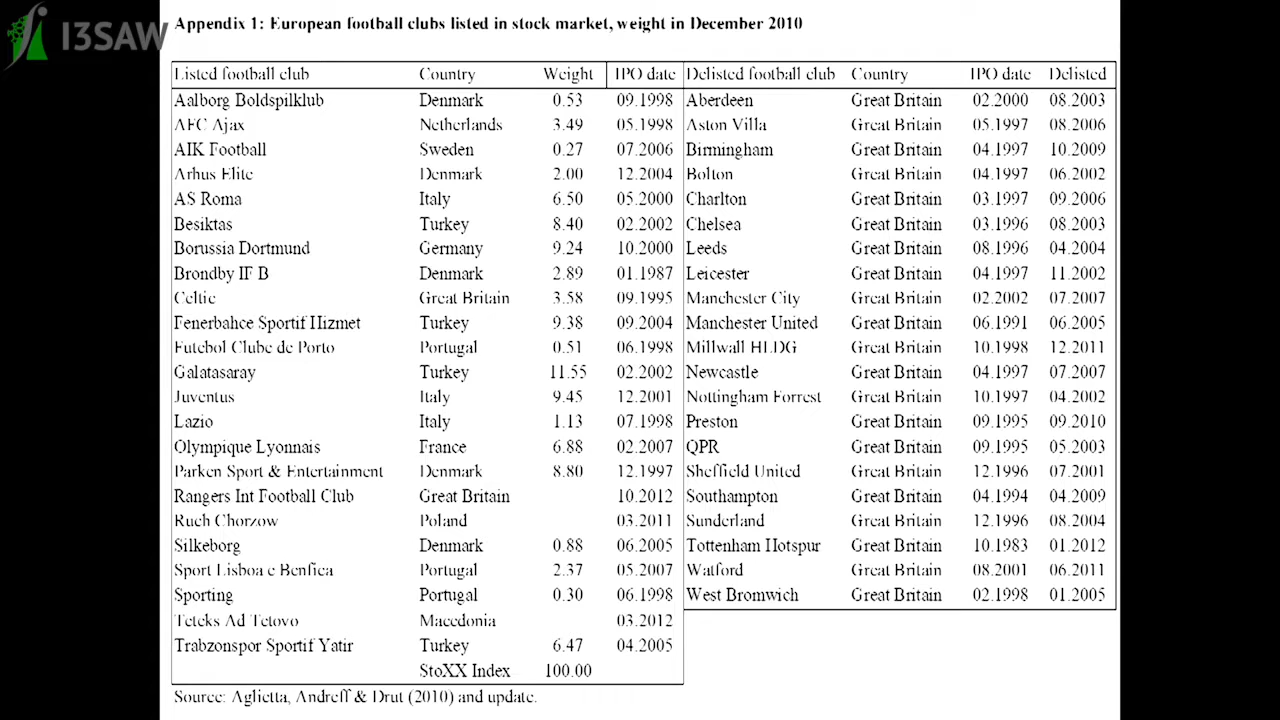 I3SAW
Appendix 1: European football clubs listed in stock market, weight in December 2010
Listed football club Country Weight IPO date Delisted football club Country IPO date Delisted
Aalborg Boldspilklub Denmark 0.53 09.1998 Aberdeen Great Britain 02.2000 08.2003
AFC Ajax Netherlands 3.49 05.1998 Aston Villa Great Britain 05.1997 08.2006
AIK Football Sweden 0.27 07.2006 Birmingham Great Britain 04.1997 10.2009
Arhus Elite Denmark 2.00 12.2004 Bolton Great Britain 04.1997 06.2002
AS Roma Italy 6.50 05.2000 Charlton Great Britain 03.1997 09.2006
Besiktas Turkey 8.40 02.2002 Chelsea Great Britain 03.1996 08.2003
Borussia Dortmund Germany 9.24 10.2000 Leeds Great Britain 08.1996 04.2004
Brondby IF B Denmark 2.89 01.1987 Leicester Great Britain 04.1997 11.2002
Celtic Great Britain 3.58 09.1995 Manchester City Great Britain 02.2002 07.2007
Fenerbahce Sportif Hizmet Turkey 9.38 09.2004 Manchester United Great Britain 06.1991 06.2005
Futebol Clube de Porto Portugal 0.51 06.1998 Millwall HLDG Great Britain 10.1998 12.2011
Galatasaray Turkey 11.55 02.2002 Newcastle Great Britain 04.1997 07.2007
Juventus Italy 9.45 12.2001 Nottingham Forrest Great Britain 10.1997 04.2002
Lazio Italy 1.13 07.1998 Preston Great Britain 09.1995 09.2010
Olympique Lyonnais France 6.88 02.2007 QPR Great Britain 09.1995 05.2003
Parken Sport & Entertainment Denmark 8.80 12.1997 Sheffield United Great Britain 12.1996 07.2001
Rangers Int Football Club Great Britain 10.2012 Southampton Great Britain 04.1994 04.2009
Ruch Chorzow Poland 03.2011 Sunderland Great Britain 12.1996 08.2004
Silkeborg Denmark 0.88 06.2005 Tottenham Hotspur Great Britain 10.1983 01.2012
Sport Lisboa e Benfica Portugal 2.37 05.2007 Watford Great Britain 08.2001 06.2011
Sporting Portugal 0.30 06.1998 West Bromwich Great Britain 02.1998 01.2005
Teteks Ad Tetovo Macedonia 03.2012
Trabzonspor Sportif Yatir Turkey 6.47 04.2005
StoXX Index 100.00
Source: Aglietta, Andreff & Drut (2010) and update.